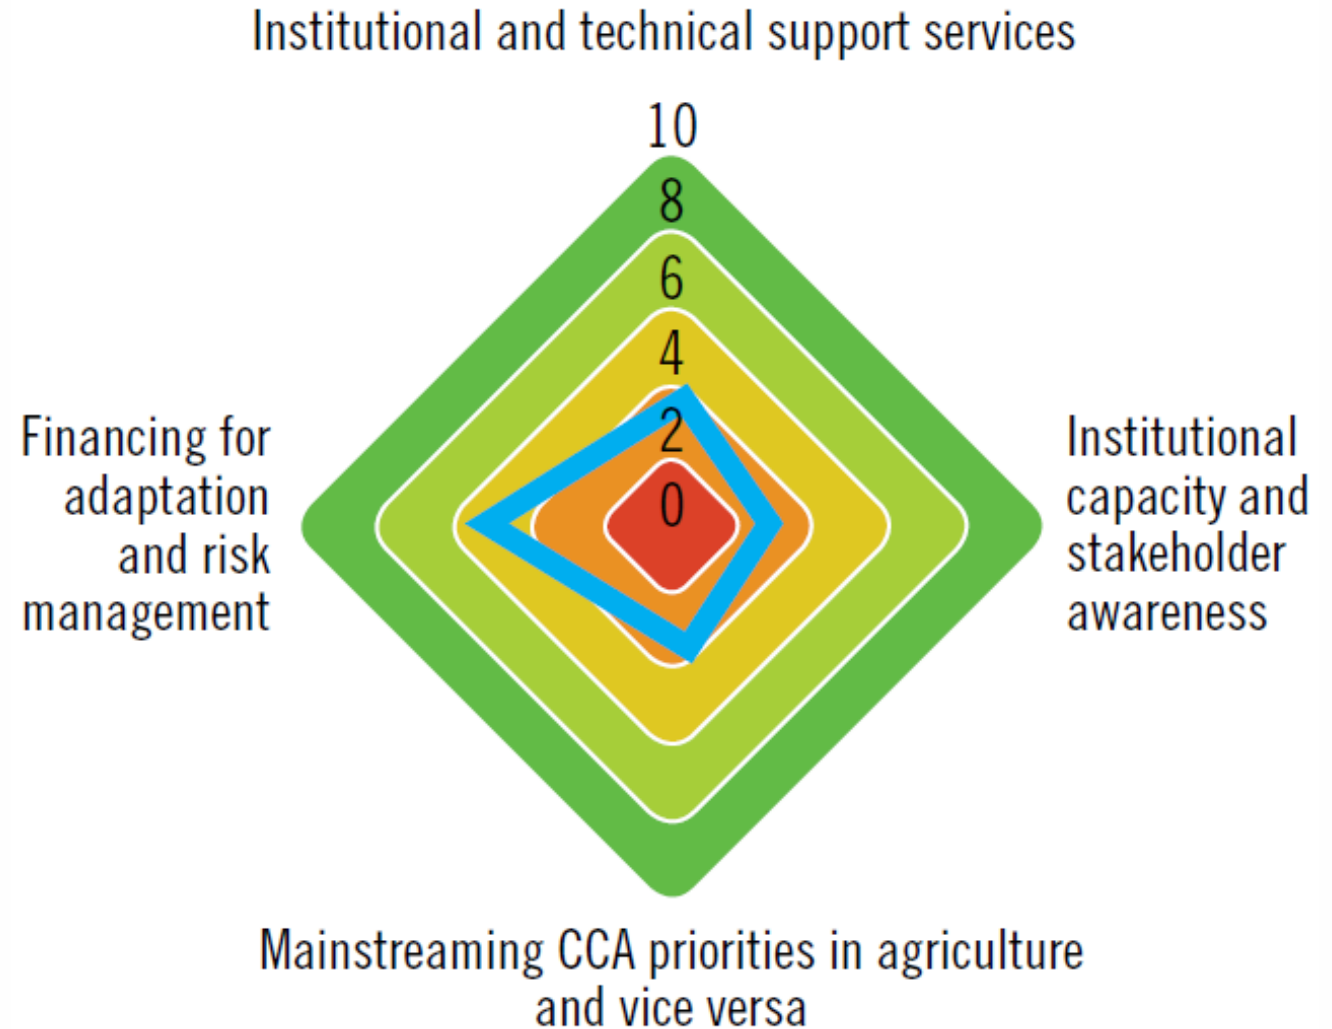 Institutional and technical support services
10
8
6
4
2
0
Financing for
adaptation
and risk
management
Institutional
capacity and
stakeholder
awareness
Mainstreaming CCA priorities in agriculture
and vice versa